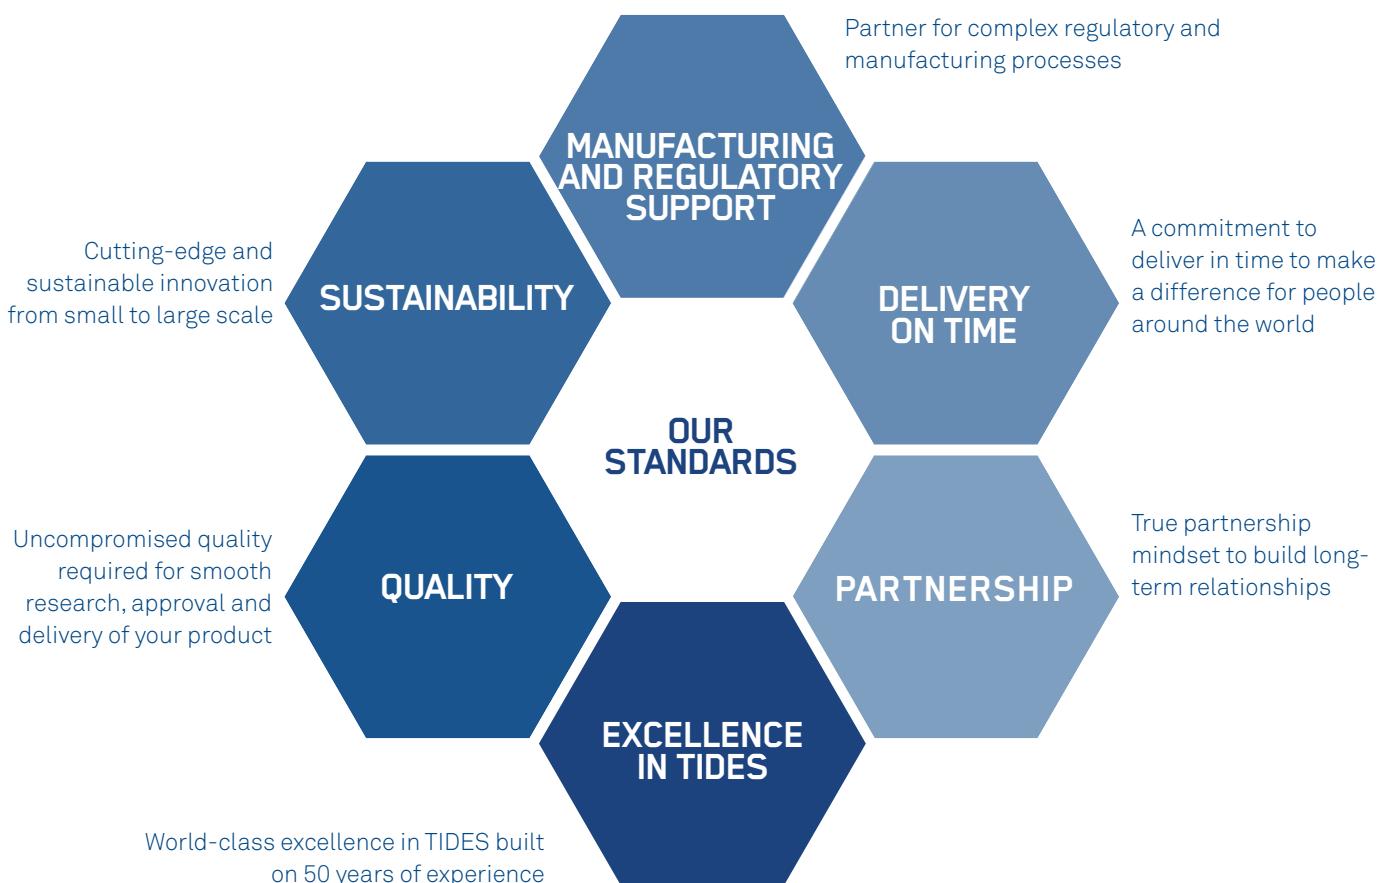 Partner for complex regulatory and
manufacturing processes
MANUFACTURING
AND REGULATORY
SUPPORT
Cutting-edge and
sustainable innovation
from small to large scale
SUSTAINABILITY
DELIVERY
ON TIME
A commitment to
deliver in time to make
a difference for people
around the world
OUR
STANDARDS
Uncompromised quality
required for smooth
research, approval and
delivery of your product
QUALITY
PARTNERSHIP
True partnership
mindset to build long-
term relationships
EXCELLENCE
IN TIDES
World-class excellence in TIDES built
on 50 years of experience